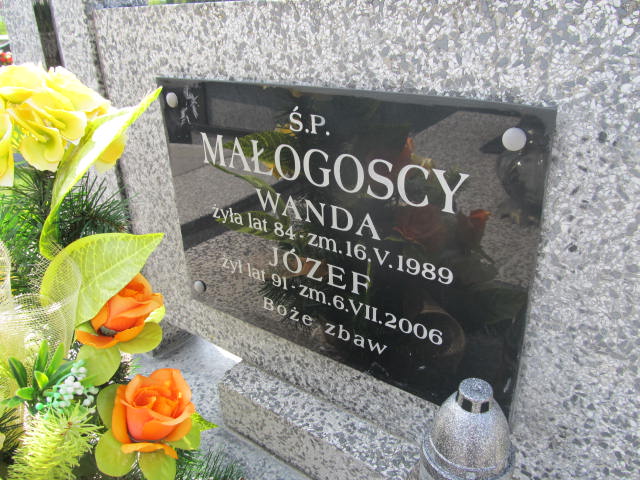 Ś.P.
MAŁOGOSCY
WANDA
żyła lat 84 - zm. 16.V.1989
JÓZEF
żył lat 91 - zm. 6.VII.2006
Boże zbaw